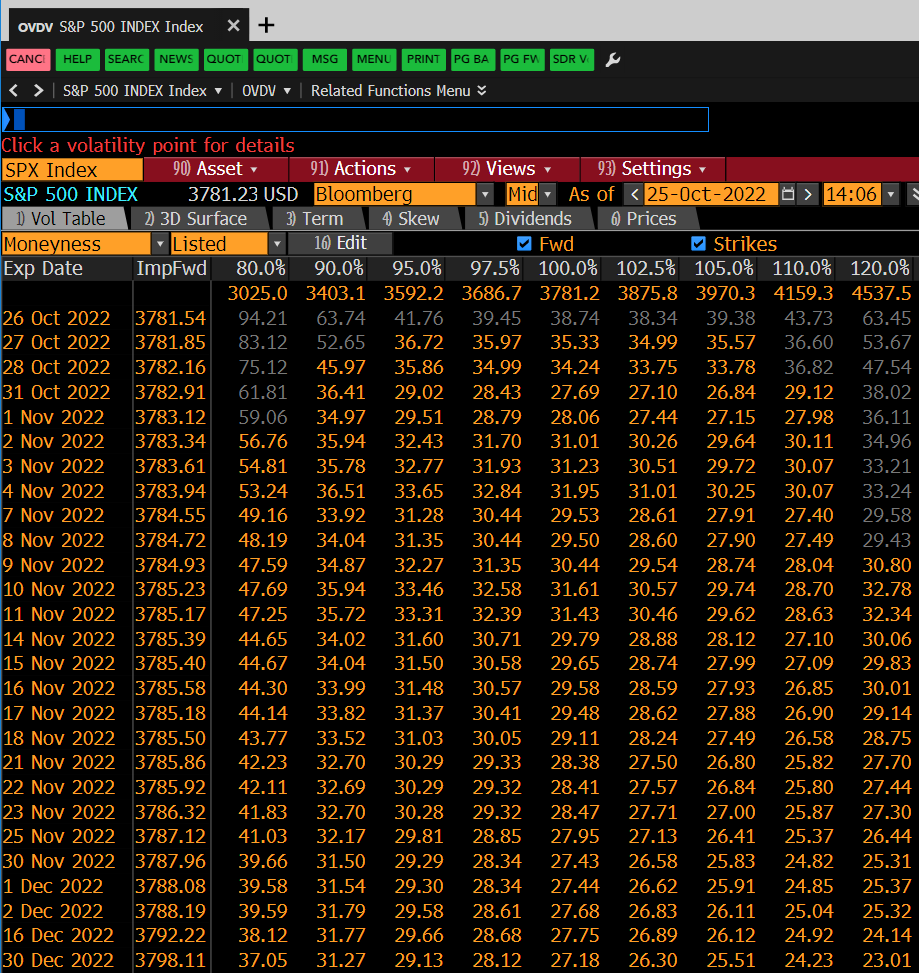 OVDV S&P 500 INDEX Index × +
CANC HELP SEARC NEWS QUOT QUOT MSG MENU PRINT PG BA PG FW SDR V
< > S&P 500 INDEX Index ▾ OVDV ▾ Related Functions Menu
Click a volatility point for details
SPX Index 90) Asset ▾ 91) Actions ▾ 92) Views ▾ 93) Settings ▾
S&P 500 INDEX 3781.23 USD Bloomberg Mid As of < 25-Oct-2022 > 14:06
1) Vol Table 2) 3D Surface 3) Term 4) Skew 5) Dividends 6) Prices
Moneyness Listed 16) Edit Fwd Strikes
Exp Date ImpFwd 80.0% 90.0% 95.0% 97.5% 100.0% 102.5% 105.0% 110.0% 120.0%
3025.0 3403.1 3592.2 3686.7 3781.2 3875.8 3970.3 4159.3 4537.5
26 Oct 2022 3781.54 94.21 63.74 41.76 39.45 38.74 38.34 39.38 43.73 63.45
27 Oct 2022 3781.85 83.12 52.65 36.72 35.97 35.33 34.99 35.57 36.60 53.67
28 Oct 2022 3782.16 75.12 45.97 35.86 34.99 34.24 33.75 33.78 36.82 47.54
31 Oct 2022 3782.91 61.81 36.41 29.02 28.43 27.69 27.10 26.84 29.12 38.02
1 Nov 2022 3783.12 59.06 34.97 29.51 28.79 28.06 27.44 27.15 27.98 36.11
2 Nov 2022 3783.34 56.76 35.94 32.43 31.70 31.01 30.26 29.64 30.11 34.96
3 Nov 2022 3783.61 54.81 35.78 32.77 31.93 31.23 30.51 29.72 30.07 33.21
4 Nov 2022 3783.94 53.24 36.51 33.65 32.84 31.95 31.01 30.25 30.07 33.24
7 Nov 2022 3784.55 49.16 33.92 31.28 30.44 29.53 28.61 27.91 27.40 29.58
8 Nov 2022 3784.72 48.19 34.04 31.35 30.44 29.50 28.60 27.90 27.49 29.43
9 Nov 2022 3784.93 47.59 34.87 32.27 31.35 30.44 29.54 28.74 28.04 30.80
10 Nov 2022 3785.23 47.69 35.94 33.46 32.58 31.61 30.57 29.74 28.70 32.78
11 Nov 2022 3785.17 47.25 35.72 33.31 32.39 31.43 30.46 29.62 28.63 32.34
14 Nov 2022 3785.39 44.65 34.02 31.60 30.71 29.79 28.88 28.12 27.10 30.06
15 Nov 2022 3785.40 44.67 34.04 31.50 30.58 29.65 28.74 27.99 27.09 29.83
16 Nov 2022 3785.58 44.30 33.99 31.48 30.57 29.58 28.59 27.93 26.85 30.01
17 Nov 2022 3785.18 44.14 33.82 31.37 30.41 29.48 28.62 27.88 26.90 29.14
18 Nov 2022 3785.50 43.77 33.52 31.03 30.05 29.11 28.24 27.49 26.58 28.75
21 Nov 2022 3785.86 42.23 32.70 30.29 29.33 28.38 27.50 26.80 25.82 27.70
22 Nov 2022 3785.92 42.11 32.69 30.29 29.32 28.41 27.57 26.84 25.80 27.44
23 Nov 2022 3786.32 41.83 32.70 30.28 29.32 28.47 27.71 27.00 25.87 27.30
25 Nov 2022 3787.12 41.03 32.17 29.81 28.85 27.95 27.13 26.41 25.37 26.44
30 Nov 2022 3787.96 39.66 31.50 29.29 28.34 27.43 26.58 25.83 24.82 25.31
1 Dec 2022 3788.08 39.58 31.54 29.30 28.34 27.44 26.62 25.91 24.85 25.37
2 Dec 2022 3788.19 39.59 31.79 29.58 28.61 27.68 26.83 26.11 25.04 25.32
16 Dec 2022 3792.22 38.12 31.77 29.66 28.68 27.75 26.89 26.12 24.92 24.14
30 Dec 2022 3798.11 37.05 31.27 29.13 28.12 27.18 26.30 25.51 24.23 23.01